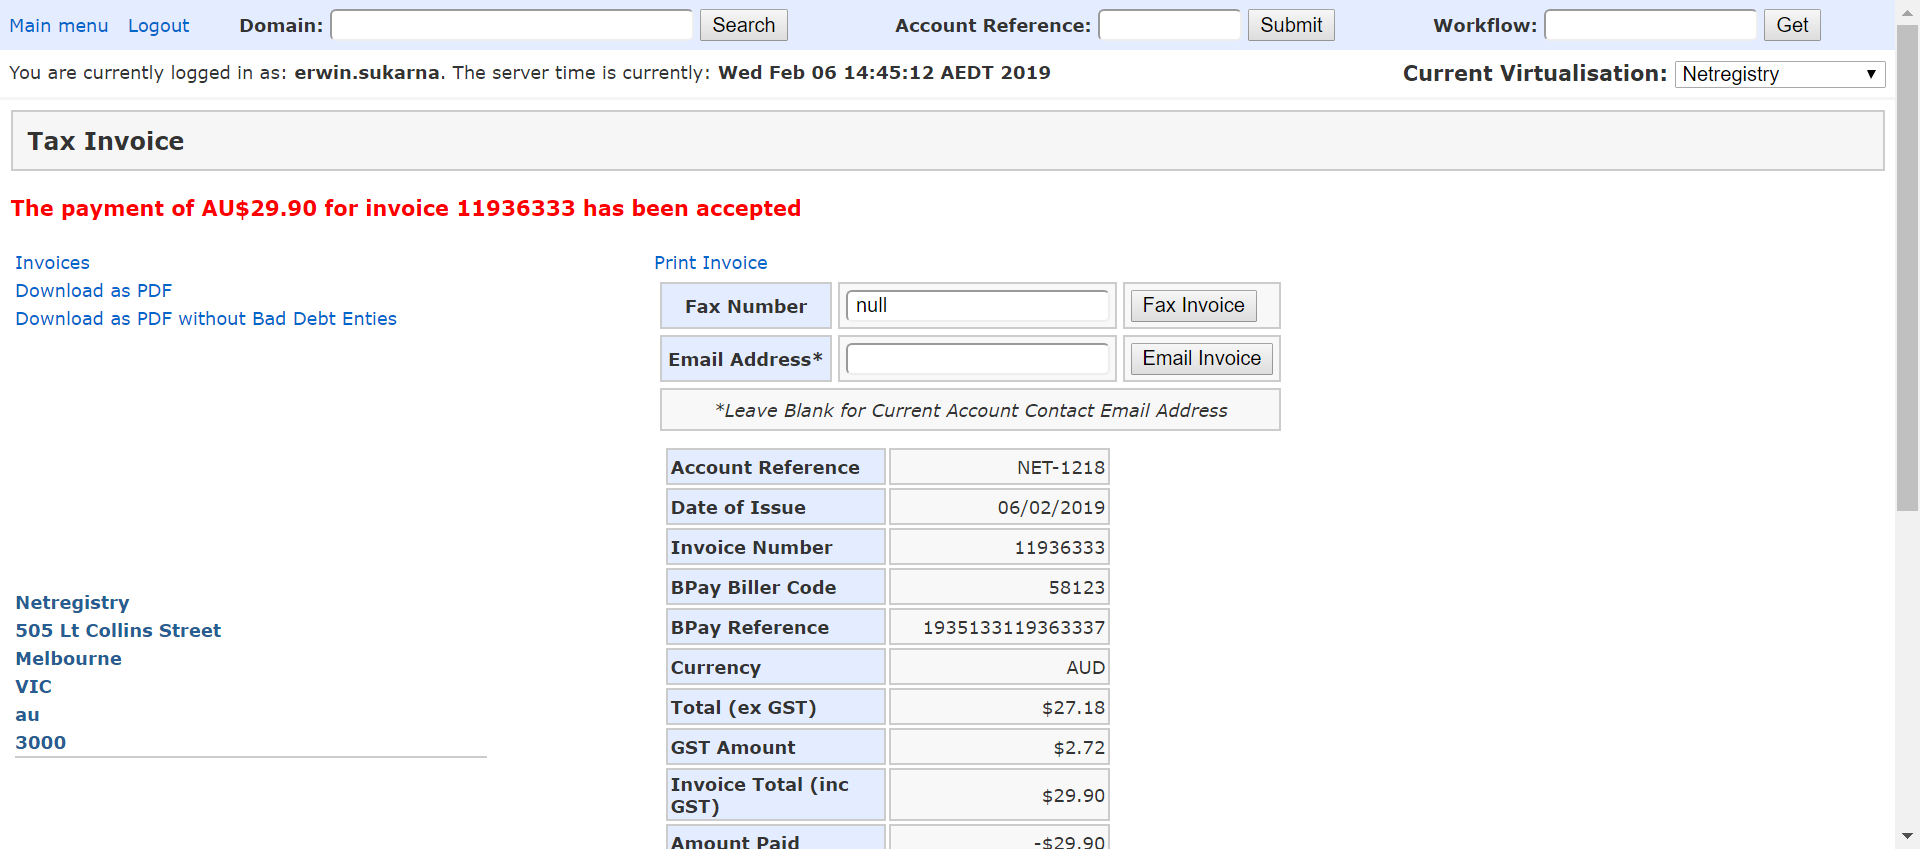 Main menu Logout Domain: Search Account Reference: Submit Workflow: Get
You are currently logged in as: erwin.sukarna. The server time is currently: Wed Feb 06 14:45:12 AEDT 2019 Current Virtualisation: Netregistry
Tax Invoice
The payment of AU$29.90 for invoice 11936333 has been accepted
Invoices
Download as PDF
Download as PDF without Bad Debt Enties
Netregistry
505 Lt Collins Street
Melbourne
VIC
au
3000
Print Invoice
Fax Number null Fax Invoice
Email Address* Email Invoice
*Leave Blank for Current Account Contact Email Address
Account Reference NET-1218
Date of Issue 06/02/2019
Invoice Number 11936333
BPay Biller Code 58123
BPay Reference 1935133119363337
Currency AUD
Total (ex GST) $27.18
GST Amount $2.72
Invoice Total (inc
GST) $29.90
Amount Paid -$29.90